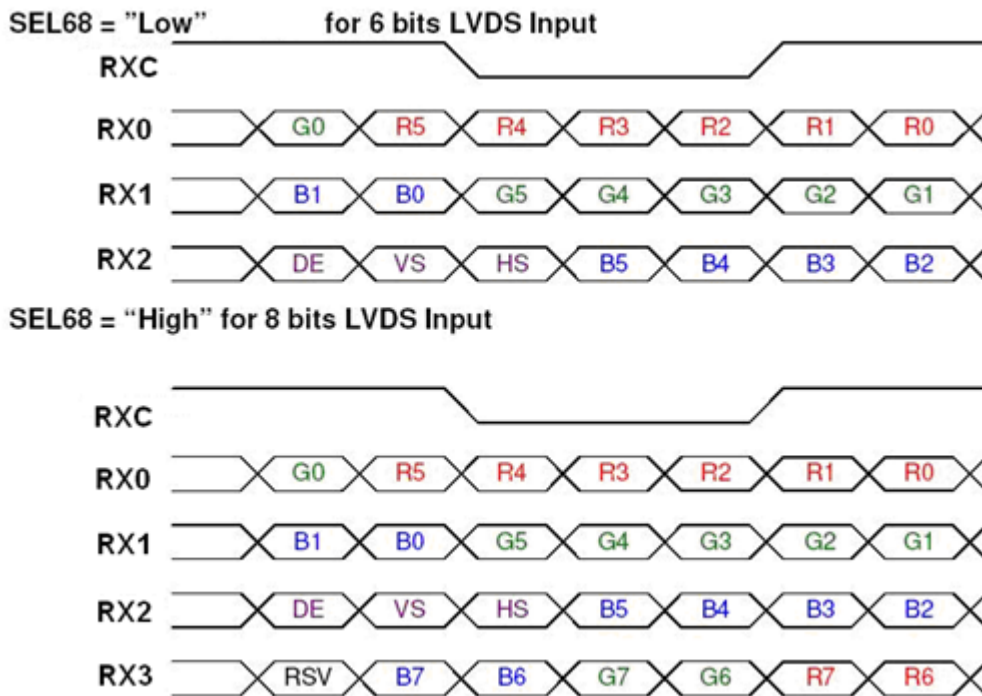 SEL68 = "Low" for 6 bits LVDS Input
RXC
RX0 G0 R5 R4 R3 R2 R1 R0
RX1 B1 B0 G5 G4 G3 G2 G1
RX2 DE VS HS B5 B4 B3 B2
SEL68 = "High" for 8 bits LVDS Input
RXC
RX0 G0 R5 R4 R3 R2 R1 R0
RX1 B1 B0 G5 G4 G3 G2 G1
RX2 DE VS HS B5 B4 B3 B2
RX3 RSV B7 B6 G7 G6 R7 R6